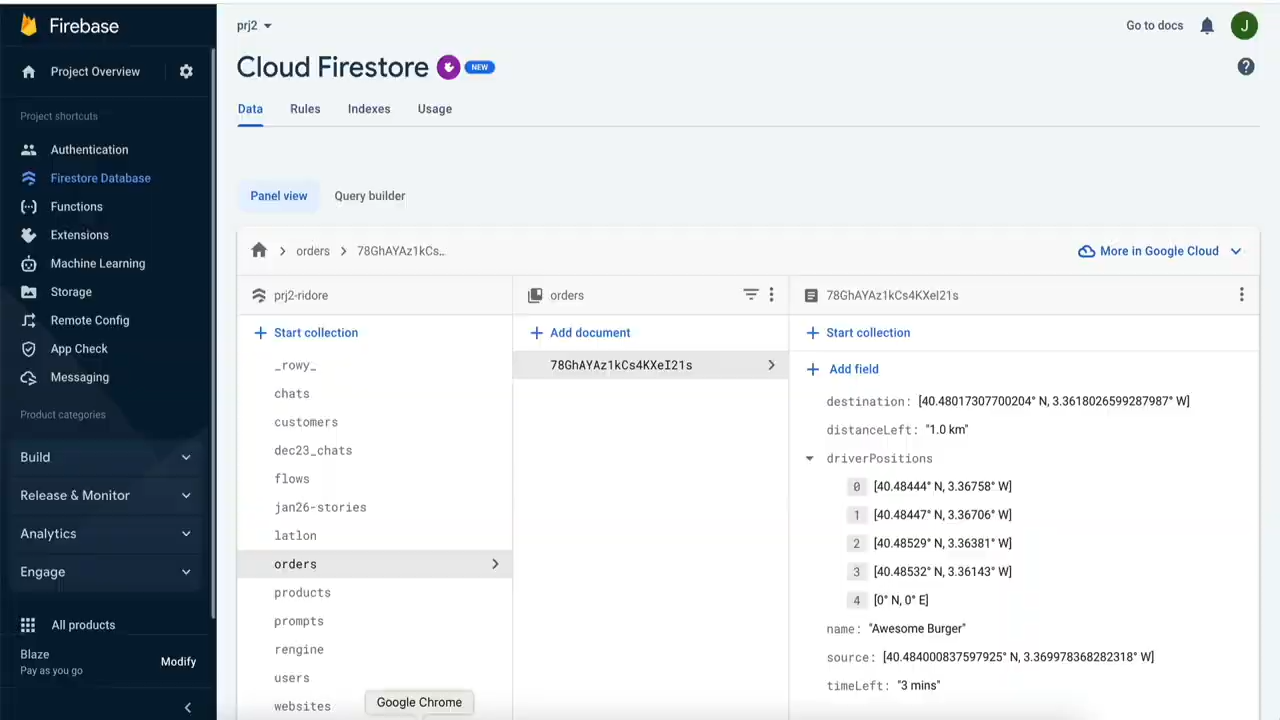 Firebase
Project Overview
Project shortcuts
Authentication
Firestore Database
Functions
Extensions
Machine Learning
Storage
Remote Config
App Check
Messaging
Product categories
Build
Release & Monitor
Analytics
Engage
All products
Blaze
Pay as you go
Modify
prj2
Go to docs
J
Cloud Firestore
NEW
Data Rules Indexes Usage
Panel view Query builder
orders 78GhAYAz1kCs..
More in Google Cloud
prj2-ridore
Start collection
_rowy_
chats
customers
dec23_chats
flows
jan26-stories
latlon
orders
products
prompts
rengine
users
websites
orders
Add document
78GhAYAz1kCs4KXeI21s
78GhAYAz1kCs4KXeI21s
Start collection
Add field
destination: [40.48017307700204° N, 3.3618026599287987° W]
distanceLeft: "1.0 km"
driverPositions
0 [40.48444° N, 3.36758° W]
1 [40.48447° N, 3.36706° W]
2 [40.48529° N, 3.36381° W]
3 [40.48532° N, 3.36143° W]
4 [0° N, 0° E]
name: "Awesome Burger"
source: [40.484000837597925° N, 3.369978368282318° W]
timeLeft: "3 mins"
Google Chrome